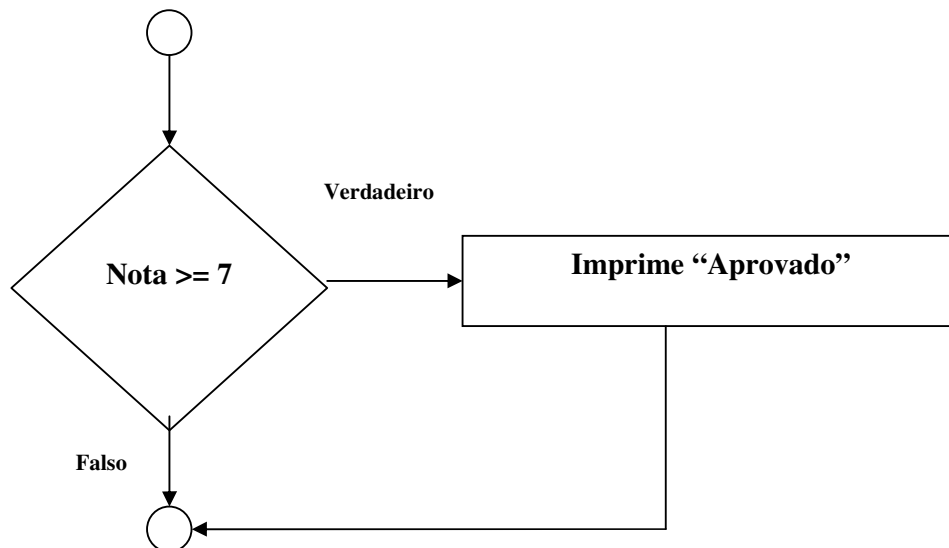 Verdadeiro
Nota >= 7
Imprime “Aprovado”
Falso